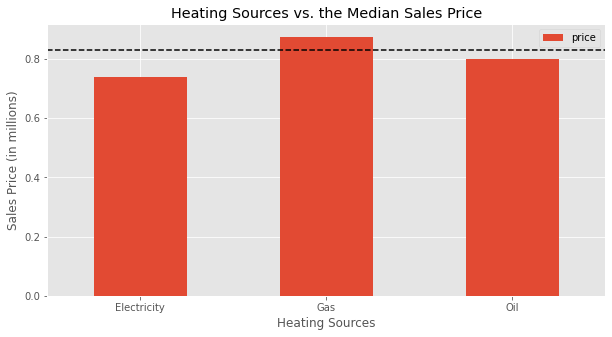 Heating Sources vs. the Median Sales Price
price
Sales Price (in millions)
0.8
0.6
0.4
0.2
0.0
Electricity
Gas
Oil
Heating Sources